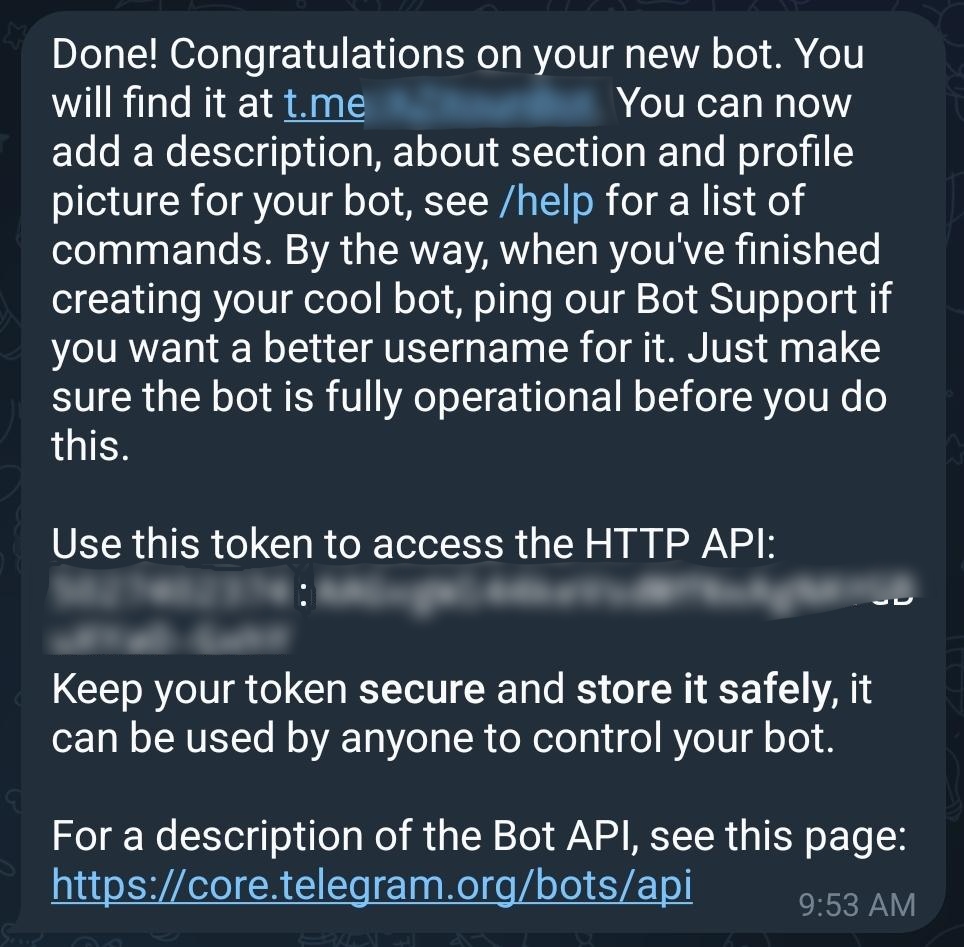 Done! Congratulations on your new bot. You
will find it at t.me You can now
add a description, about section and profile
picture for your bot, see /help for a list of
commands. By the way, when you've finished
creating your cool bot, ping our Bot Support if
you want a better username for it. Just make
sure the bot is fully operational before you do
this.
Use this token to access the HTTP API:
:
Keep your token secure and store it safely, it
can be used by anyone to control your bot.
For a description of the Bot API, see this page:
https://core.telegram.org/bots/api
9:53 AM